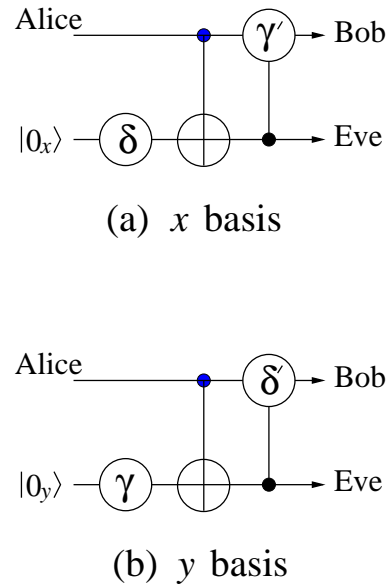 Alice γ′ Bob
|0x⟩ δ Eve
(a) x basis
Alice δ′ Bob
|0y⟩ γ Eve
(b) y basis